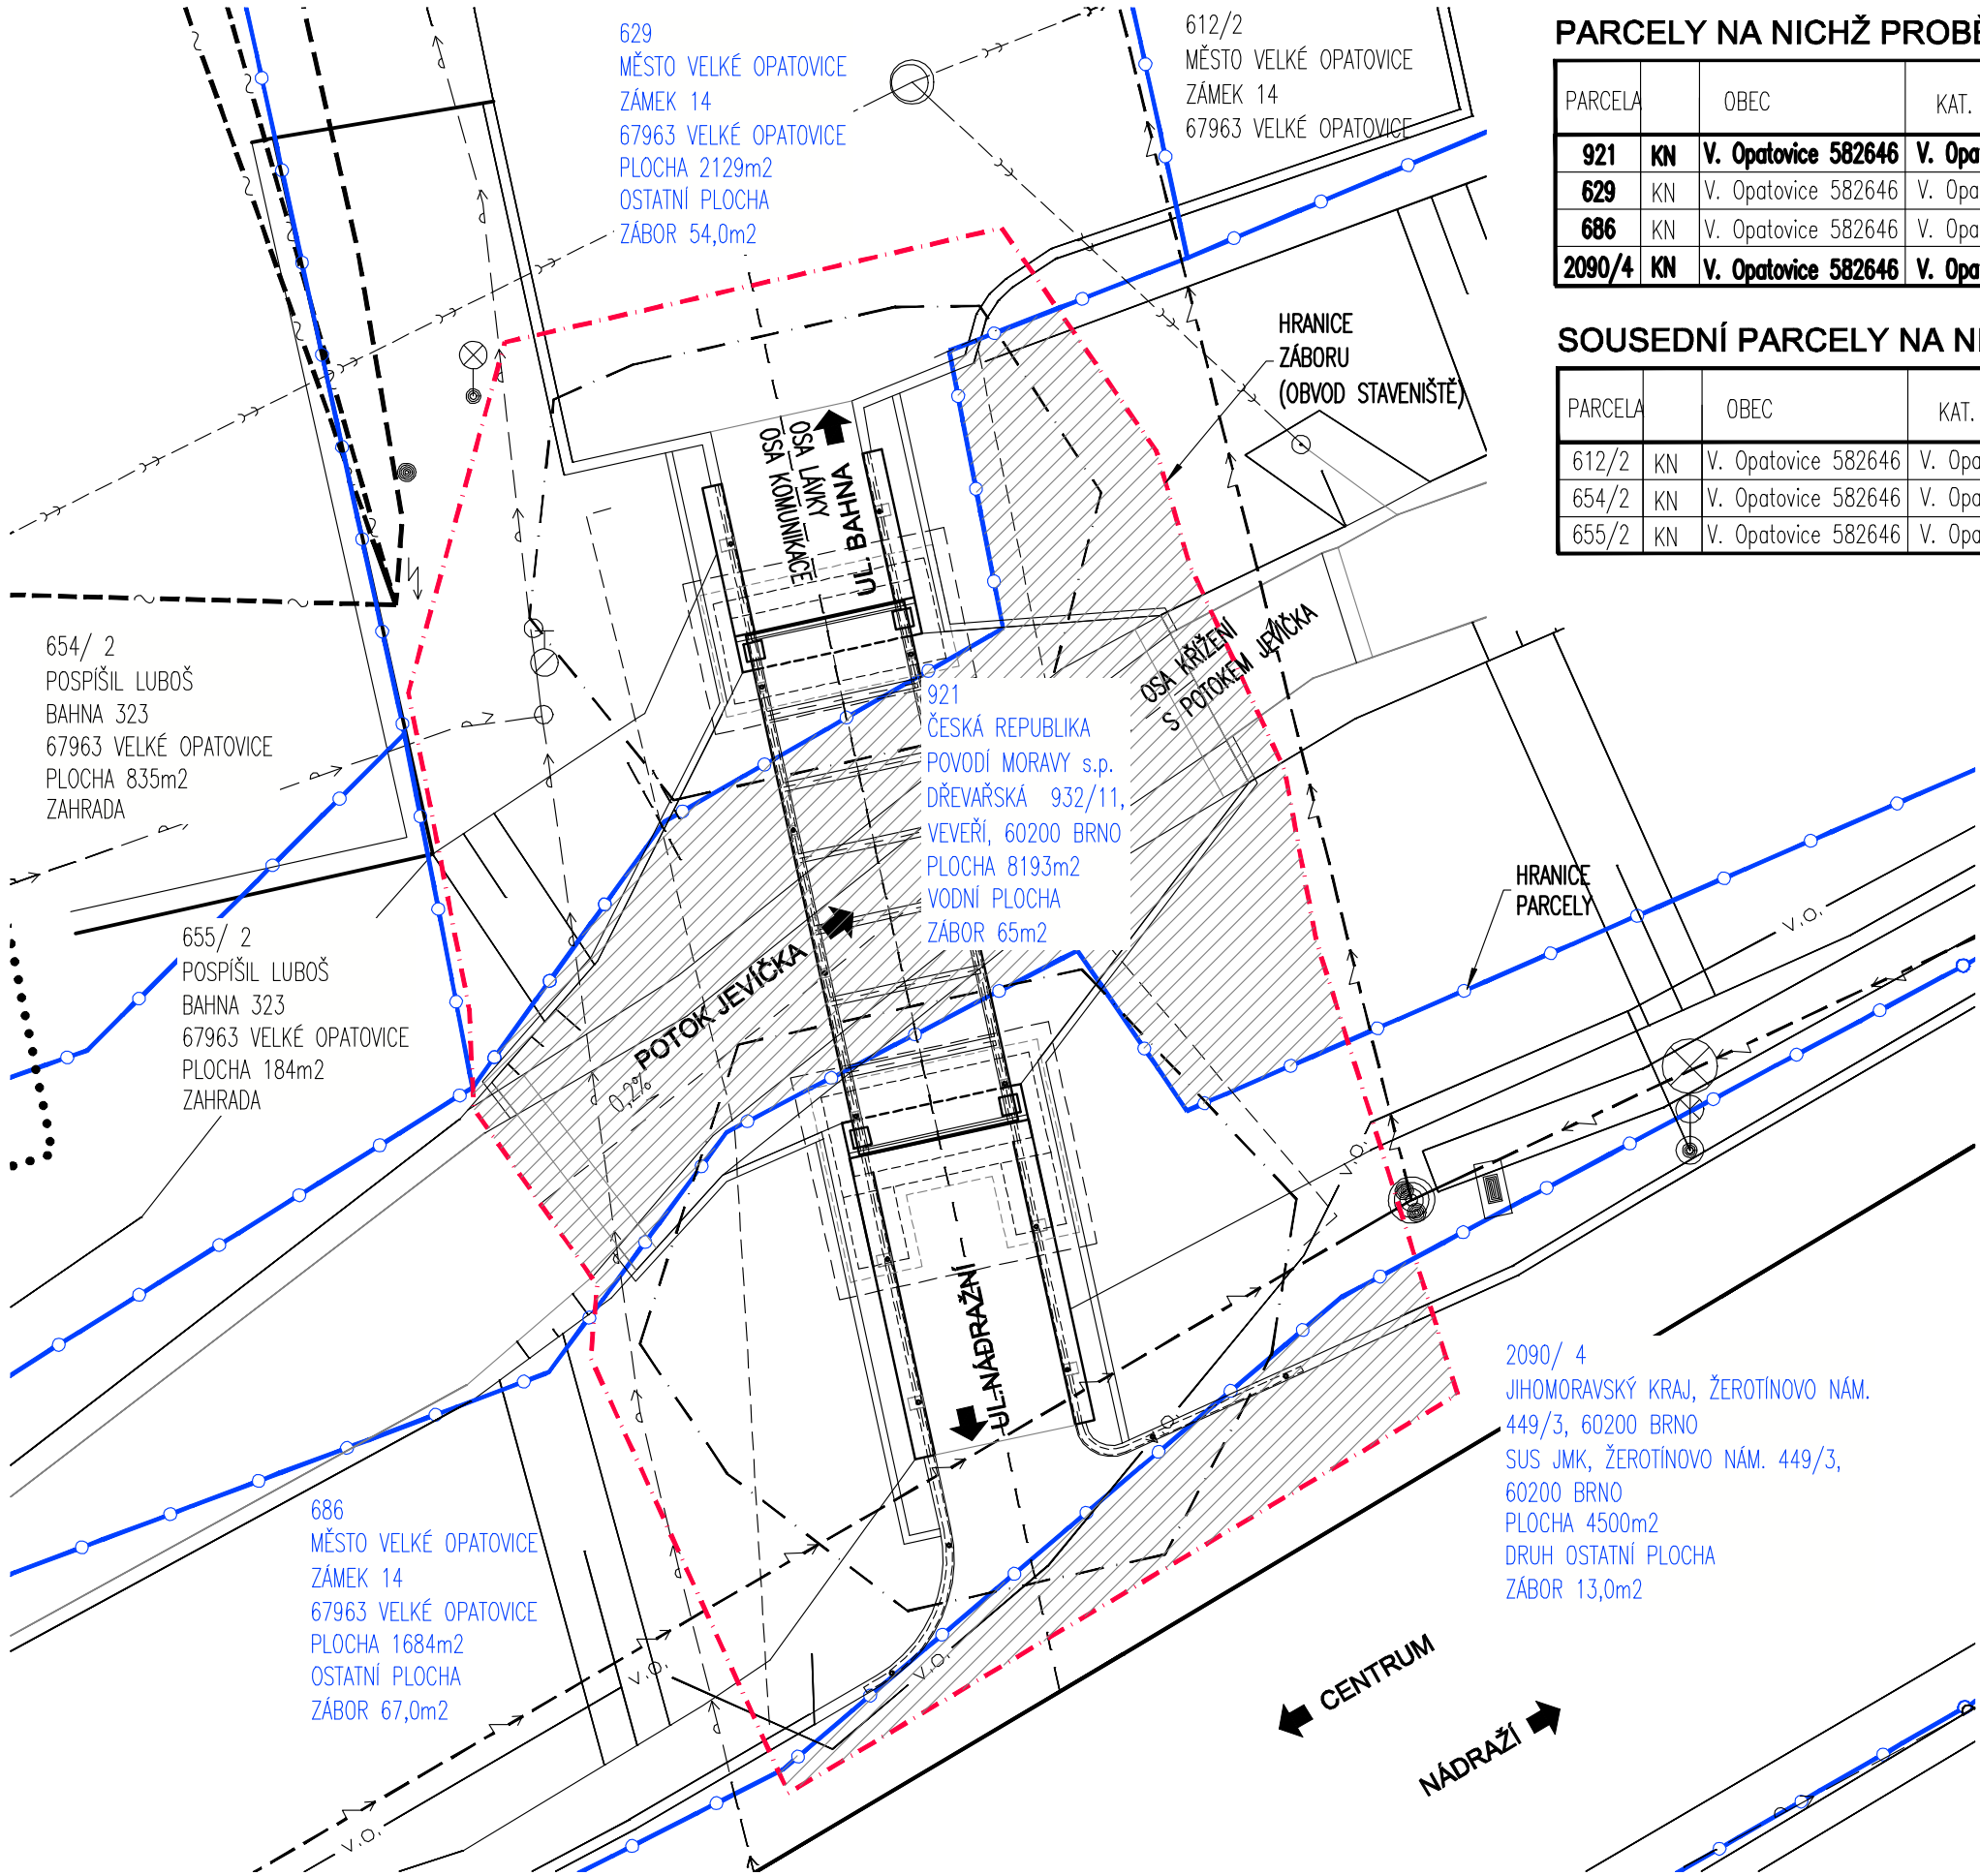 629
MĚSTO VELKÉ OPATOVICE
ZÁMEK 14
67963 VELKÉ OPATOVICE
PLOCHA 2129m2
OSTATNÍ PLOCHA
ZÁBOR 54,0m2
612/2
MĚSTO VELKÉ OPATOVICE
ZÁMEK 14
67963 VELKÉ OPATOVICE
PARCELY NA NICHŽ
PARCELA OBEC KAT.
921 KN V. Opatovice 582646 V.
629 KN V. Opatovice 582646 V.
686 KN V. Opatovice 582646 V.
2090/4 KN V. Opatovice 582646 V.
SOUSEDNÍ PARCELY NA
PARCELA OBEC KAT.
612/2 KN V. Opatovice 582646 V.
654/2 KN V. Opatovice 582646 V.
655/2 KN V. Opatovice 582646 V.
HRANICE
ZÁBORU
(OBVOD STAVENIŠTĚ)
OSA LÁVKY
OSA KOMUNIKACE
UL. BAHNA
OSA KŘÍŽENÍ
S POTOKEM JEVÍČKA
654/ 2
POSPÍŠIL LUBOŠ
BAHNA 323
67963 VELKÉ OPATOVICE
PLOCHA 835m2
ZAHRADA
921
ČESKÁ REPUBLIKA
POVODÍ MORAVY s.p.
DŘEVAŘSKÁ 932/11,
VEVEŘÍ, 60200 BRNO
PLOCHA 8193m2
VODNÍ PLOCHA
ZÁBOR 65m2
HRANICE
PARCELY
V.O.
655/ 2
POSPÍŠIL LUBOŠ
BAHNA 323
67963 VELKÉ OPATOVICE
PLOCHA 184m2
ZAHRADA
POTOK JEVÍČKA
0,2%
V.O.
UL.NÁDRAŽNÍ
V.O.
2090/ 4
JIHOMORAVSKÝ KRAJ, ŽEROTÍNOVO NÁM.
449/3, 60200 BRNO
SUS JMK, ŽEROTÍNOVO NÁM. 449/3,
60200 BRNO
PLOCHA 4500m2
DRUH OSTATNÍ PLOCHA
ZÁBOR 13,0m2
686
MĚSTO VELKÉ OPATOVICE
ZÁMEK 14
67963 VELKÉ OPATOVICE
PLOCHA 1684m2
OSTATNÍ PLOCHA
ZÁBOR 67,0m2
V.O.
V.O.
CENTRUM
NÁDRAŽÍ
V.O.